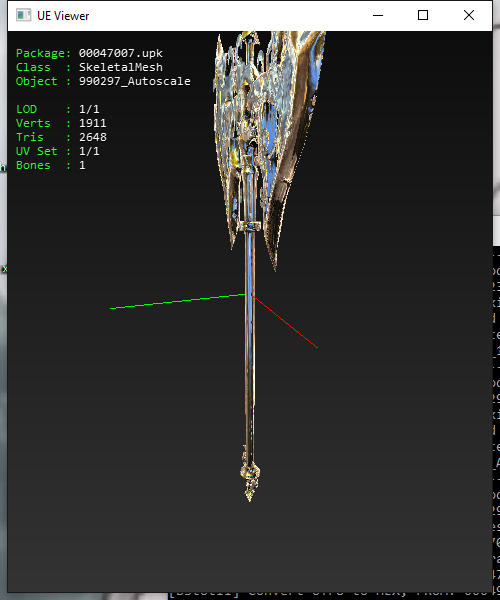 UE Viewer
Package: 00047007.upk
Class : SkeletalMesh
Object : 990297_Autoscale
LOD : 1/1
Verts : 1911
Tris : 2648
UV Set : 1/1
Bones : 1